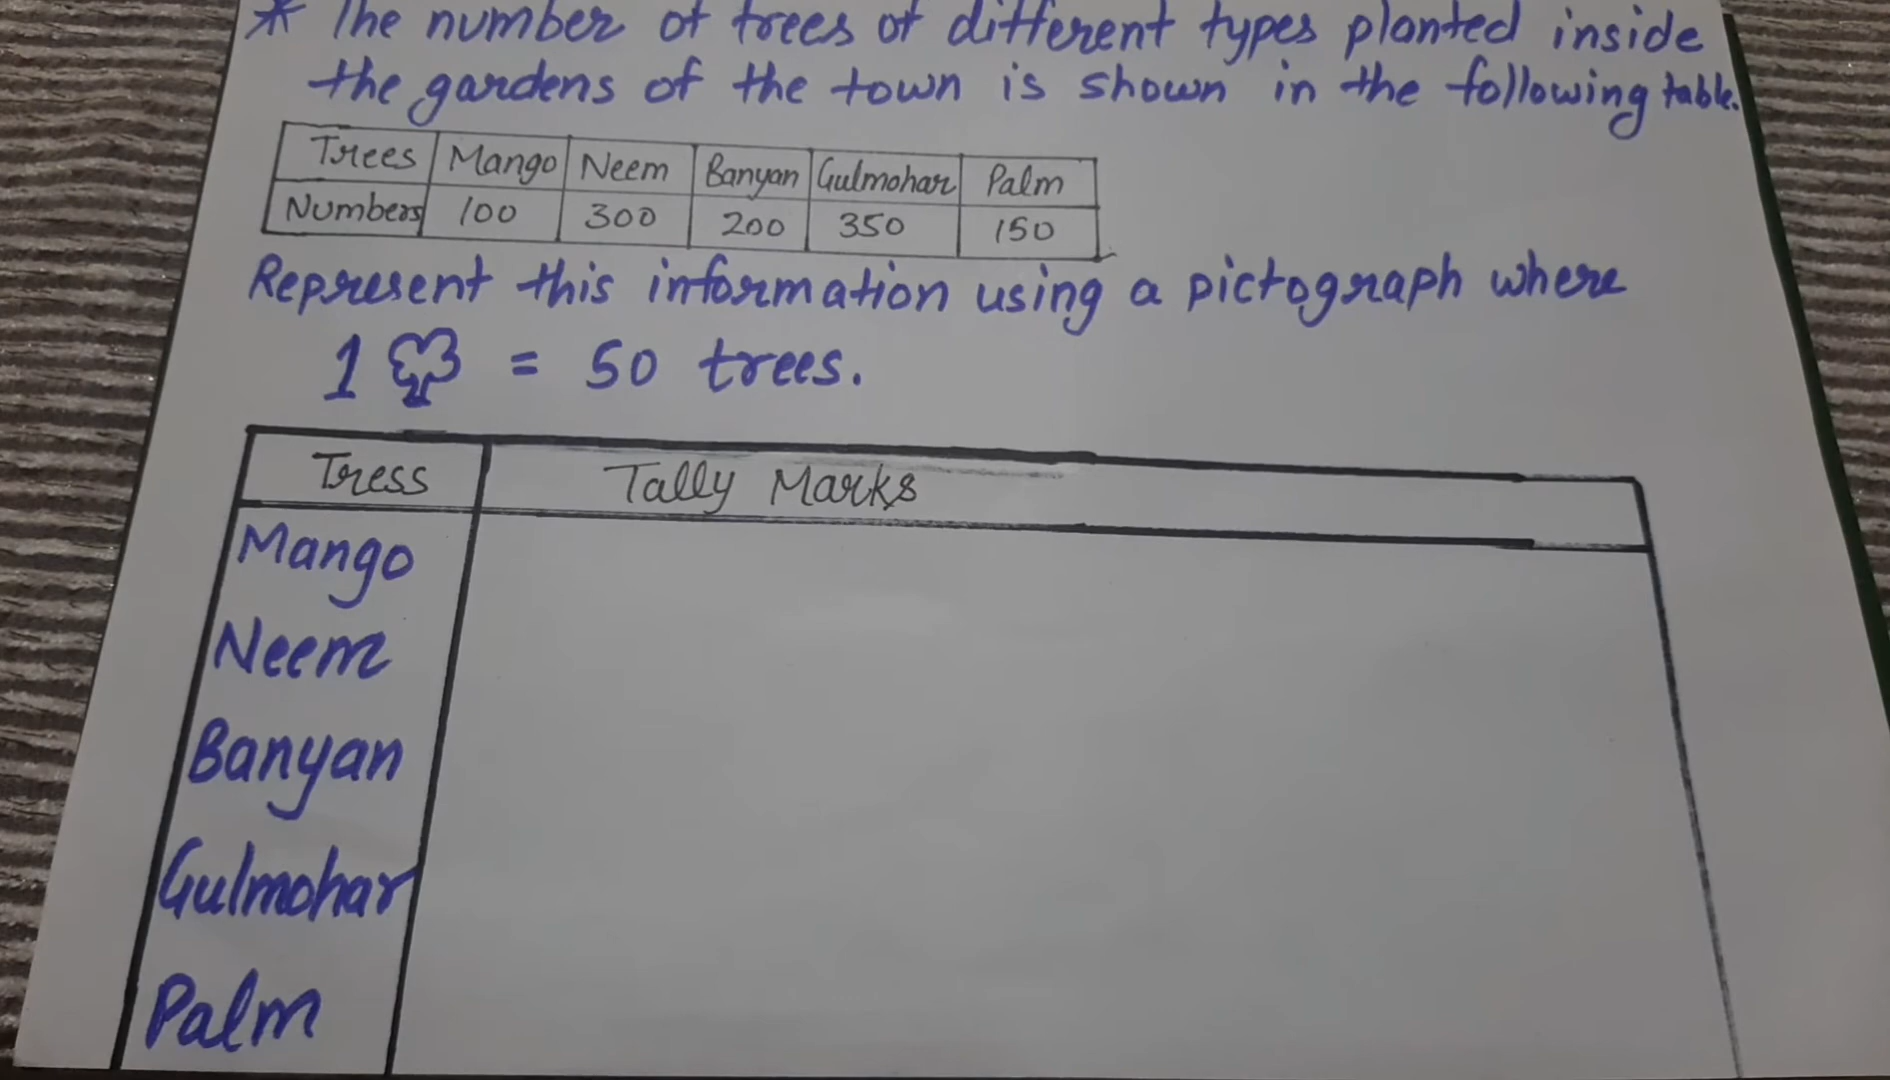 * The number of trees of different types planted inside
the gardens of the town is shown in the following table.
Trees Mango Neem Banyan Gulmohar Palm
Numbers 100 300 200 350 150
Represent this information using a pictograph where
1 = 50 trees.
Tress Tally Marks
Mango
Neem
Banyan
Gulmohar
Palm